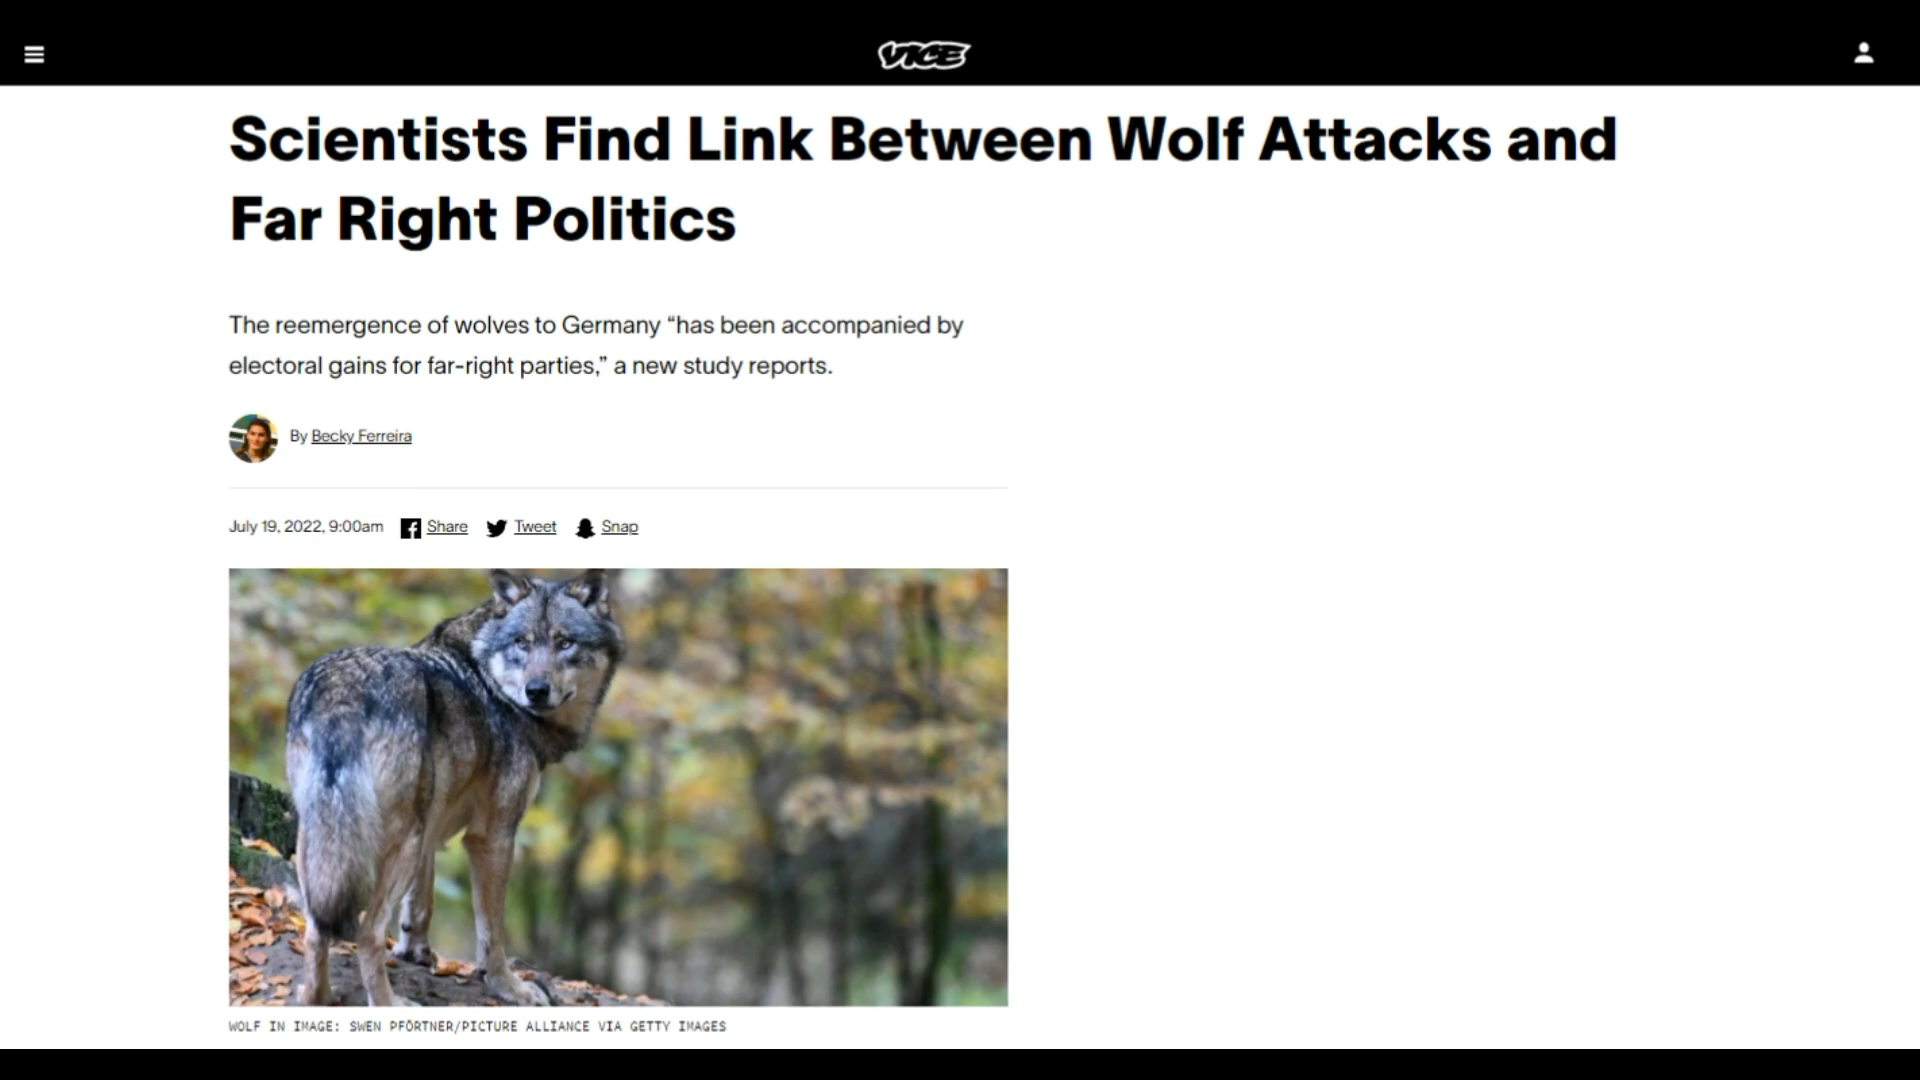 VICE
Scientists Find Link Between Wolf Attacks and
Far Right Politics
The reemergence of wolves to Germany “has been accompanied by
electoral gains for far-right parties,” a new study reports.
By Becky Ferreira
July 19, 2022, 9:00am Share Tweet Snap
WOLF IN IMAGE: SWEN PFÖRTNER/PICTURE ALLIANCE VIA GETTY IMAGES